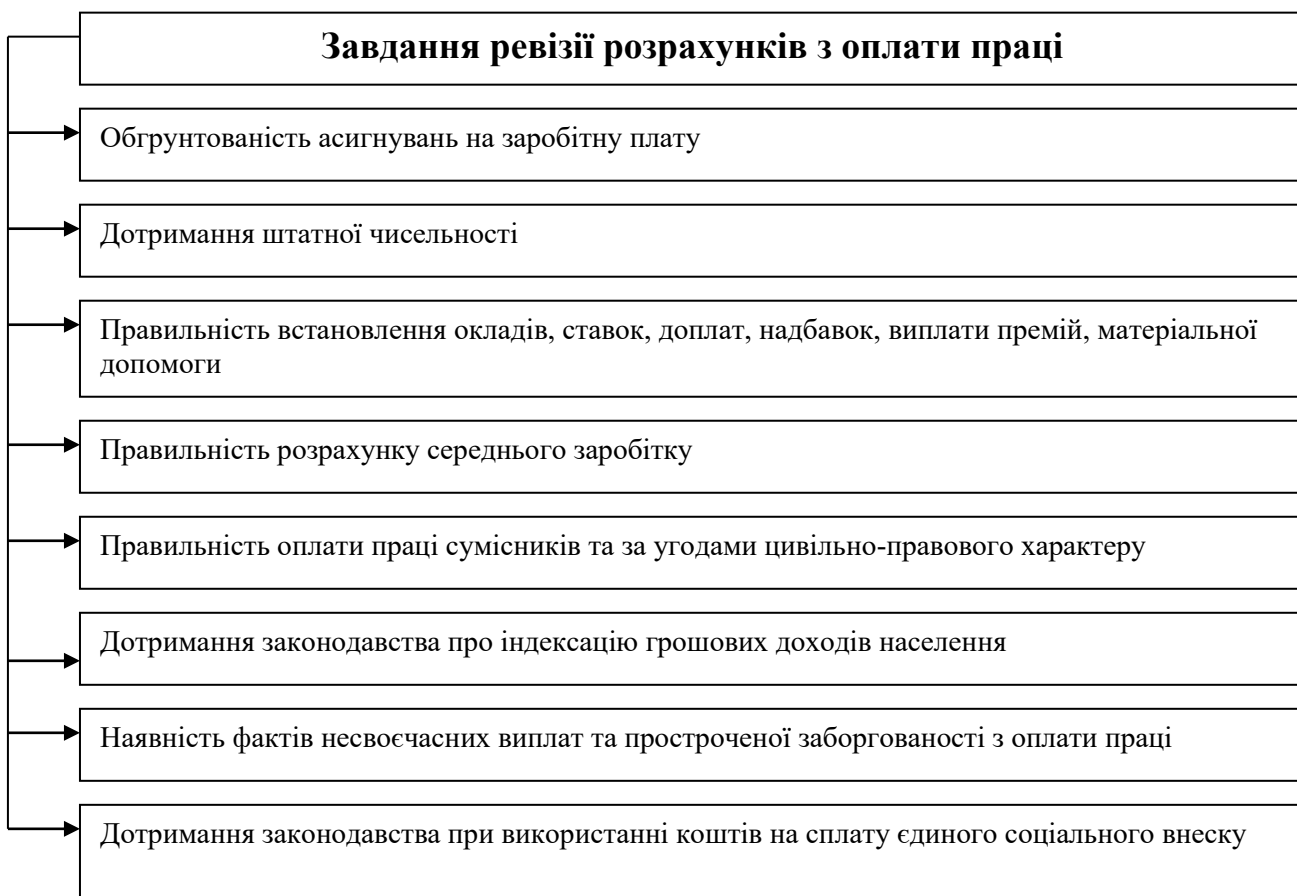 Завдання ревізії розрахунків з оплати праці
Обгрунтованість асигнувань на заробітну плату
Дотримання штатної чисельності
Правильність встановлення окладів, ставок, доплат, надбавок, виплати премій, матеріальної
допомоги
Правильність розрахунку середнього заробітку
Правильність оплати праці сумісників та за угодами цивільно-правового характеру
Дотримання законодавства про індексацію грошових доходів населення
Наявність фактів несвоєчасних виплат та простроченої заборгованості з оплати праці
Дотримання законодавства при використанні коштів на сплату єдиного соціального внеску